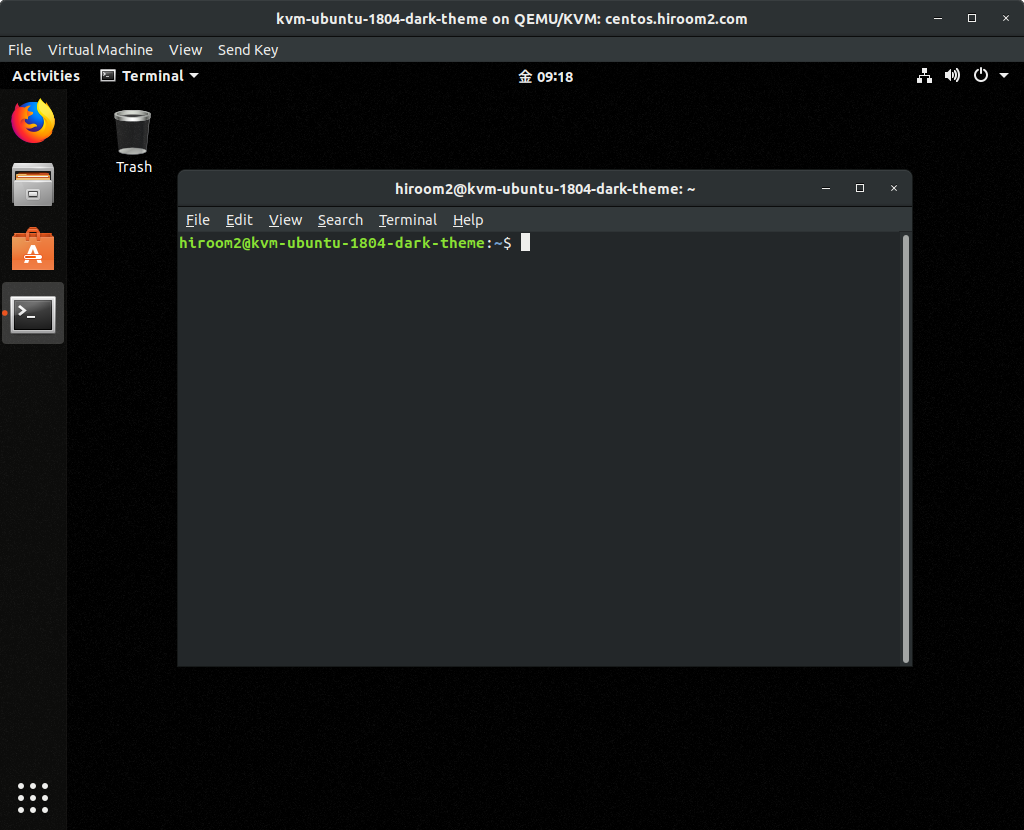 kvm-ubuntu-1804-dark-theme on QEMU/KVM: centos.hiroom2.com
File Virtual Machine View Send Key
Activities Terminal 金 09:18
Trash
hiroom2@kvm-ubuntu-1804-dark-theme: ~
File Edit View Search Terminal Help
hiroom2@kvm-ubuntu-1804-dark-theme:~$